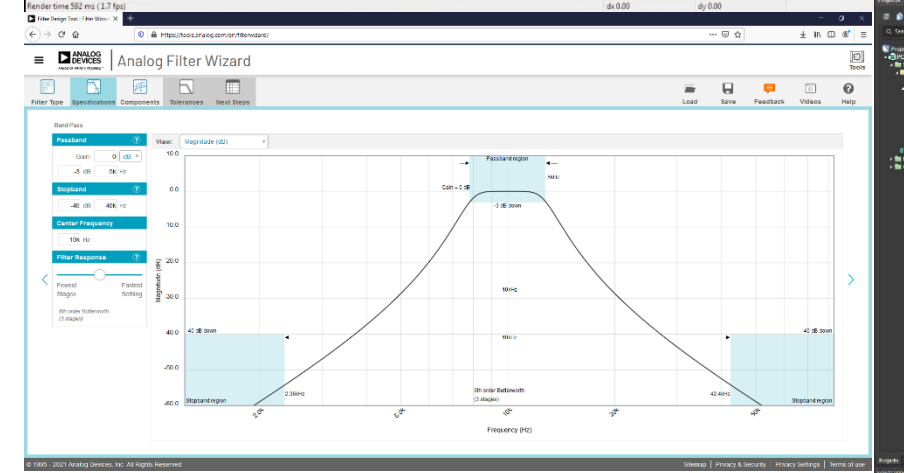 Render time 592 ms (1.7 fps)
dx 0.00
dy 0.00
Filter Design Tool | Filter Wizard
https://tools.analog.com/en/filterwizard/
ANALOG
DEVICES
Analog Filter Wizard
Tools
Filter Type
Specifications
Components
Tolerances
Next Steps
Load
Save
Feedback
Videos
Help
Band-Pass
Passband
Gain: 0 dB
-3 dB 5k Hz
Stopband
-40 dB 40k Hz
Center Frequency
10k Hz
Filter Response
Fewest
Stages
Fastest
Settling
6th order Butterworth
(3 stages)
View: Magnitude (dB)
10.0
0.0
10.0
20.0
30.0
-40.0
-60.0
Magnitude (dB)
Passband region
5kHz
Gain = 0 dB
-3 dB down
10kHz
-40 dB down
-40 dB down
2.36kHz
42.4kHz
6th order Butterworth
(3 stages)
Stopband region
Stopband region
2.0k
5.0k
10k
20k
50k
Frequency (Hz)
© 1995 - 2021 Analog Devices, Inc. All Rights Reserved
Sitemap | Privacy & Security | Privacy Settings | Terms of use
Projects